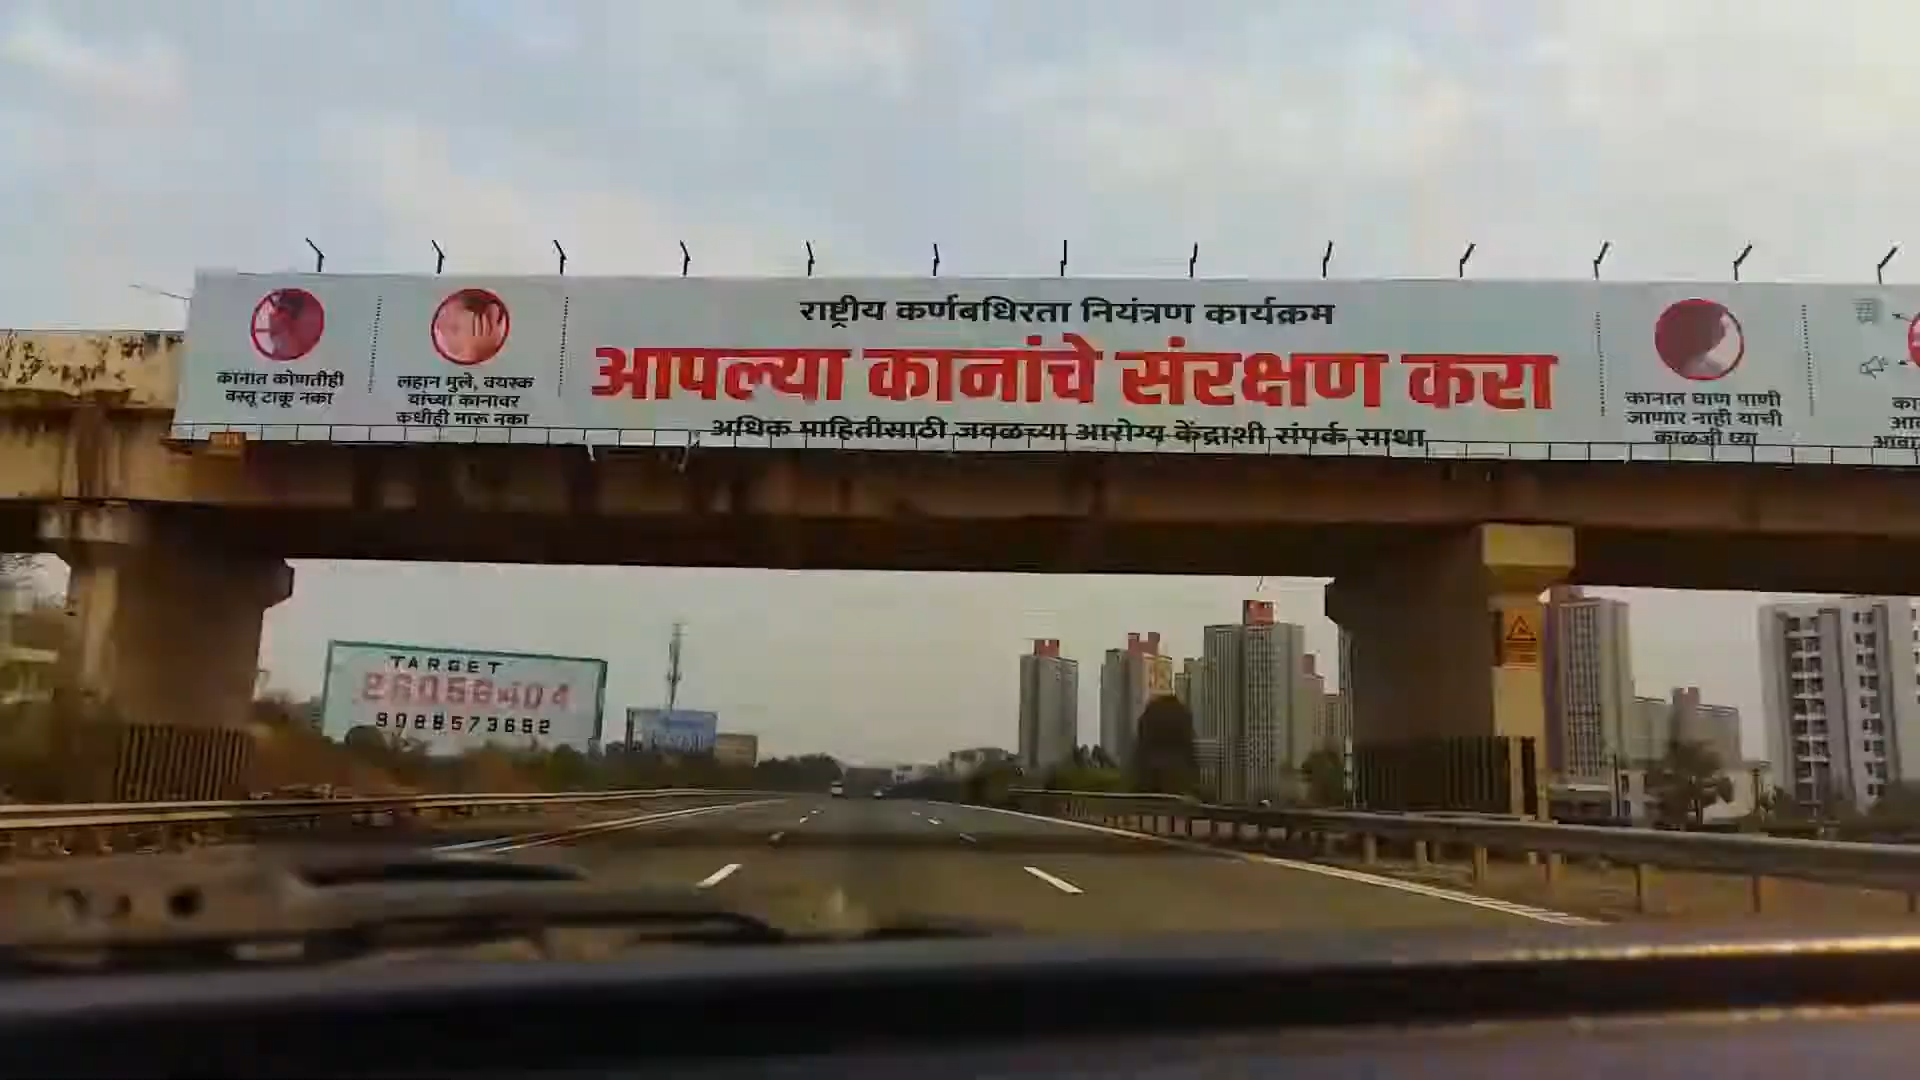 राष्ट्रीय कर्णबधिरता नियंत्रण कार्यक्रम
आपल्या कानांचे संरक्षण करा
अधिक माहितीसाठी जवळच्या आरोग्य केंद्राशी संपर्क साधा
कानात कोणतीही
वस्तू टाकू नका
लहान मुले, वयस्क
यांच्या कानावर
कधीही मारू नका
कानात घाण पाणी
जाणार नाही याची
काळजी घ्या
TARGET